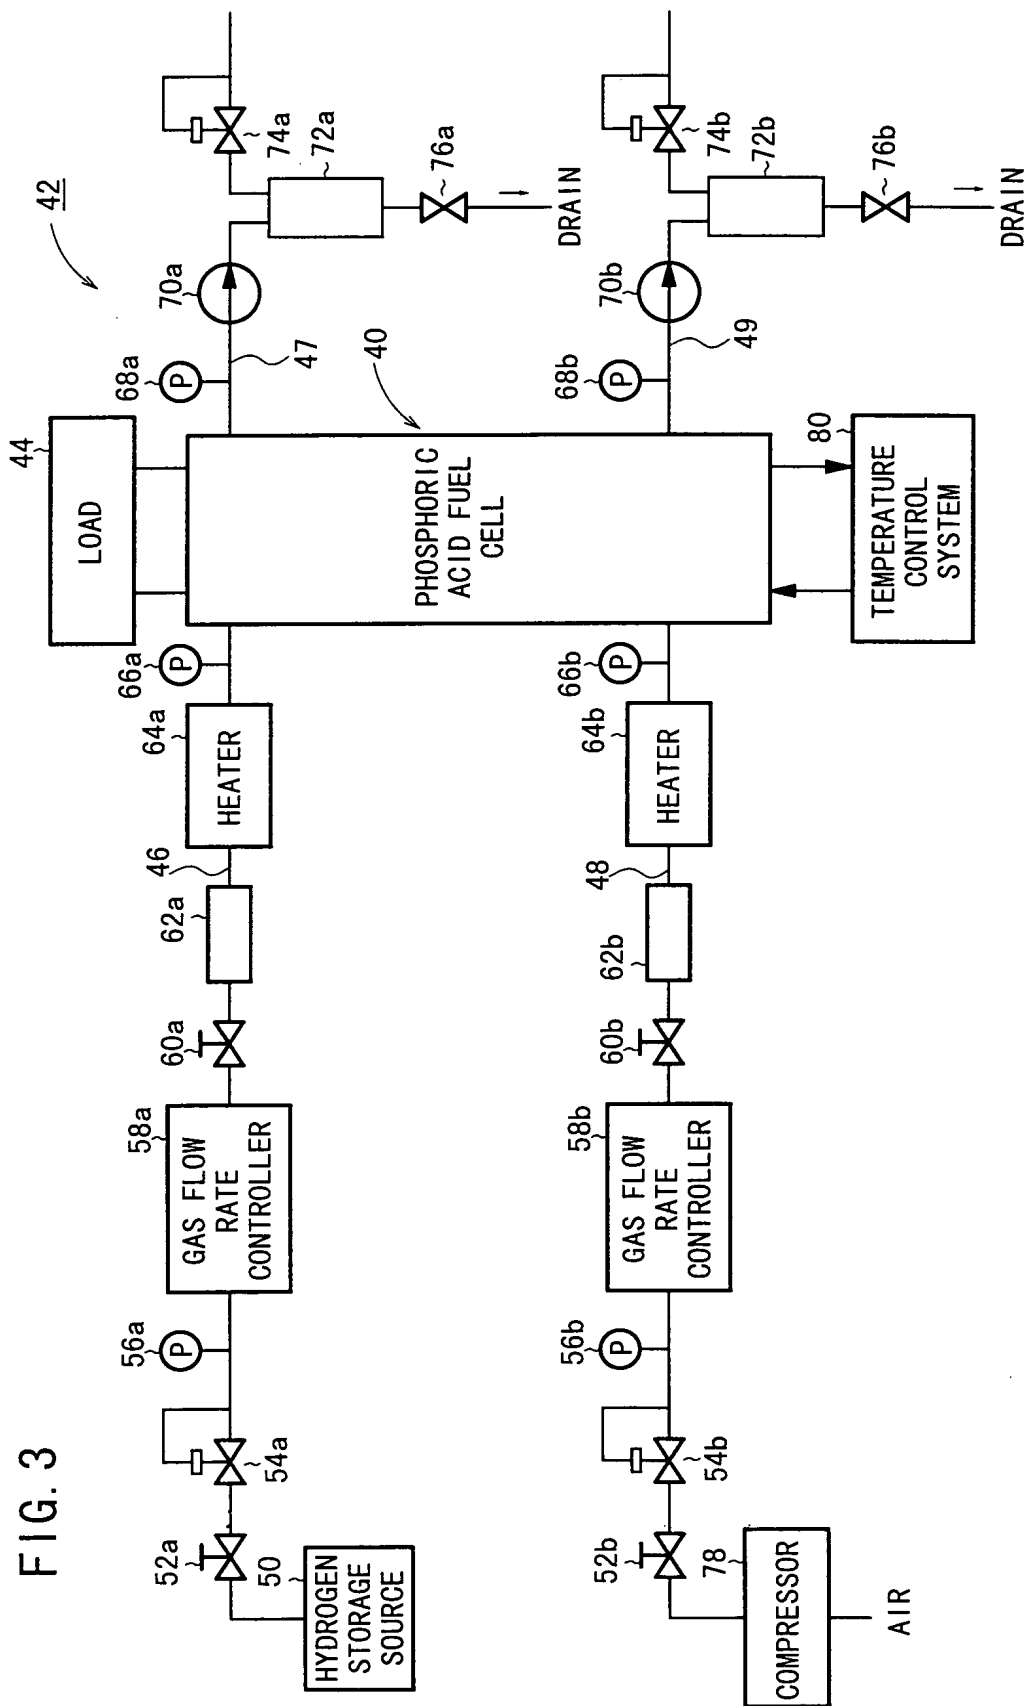 FIG. 3
42
44
LOAD
66a
P
68a
P
70a
74a
72a
76a
DRAIN
47
40
PHOSPHORIC
ACID FUEL
CELL
64a
HEATER
46
62a
60a
58a
GAS FLOW
RATE
CONTROLLER
56a
P
54a
52a
50
HYDROGEN
STORAGE
SOURCE
52b
54b
56b
P
58b
GAS FLOW
RATE
CONTROLLER
60b
62b
48
64b
HEATER
66b
P
68b
P
49
70b
74b
72b
76b
DRAIN
78
COMPRESSOR
AIR
80
TEMPERATURE
CONTROL
SYSTEM